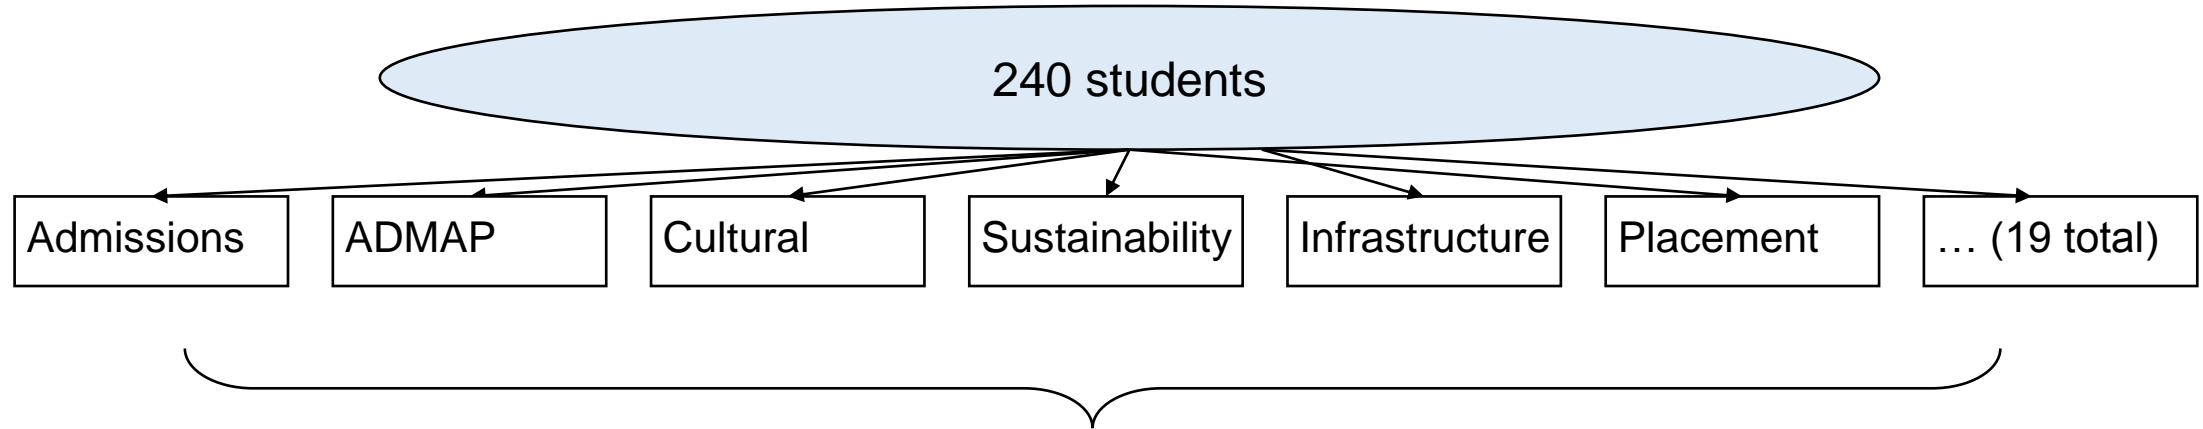 240 students
Admissions
ADMAP
Cultural
Sustainability
Infrastructure
Placement
… (19 total)